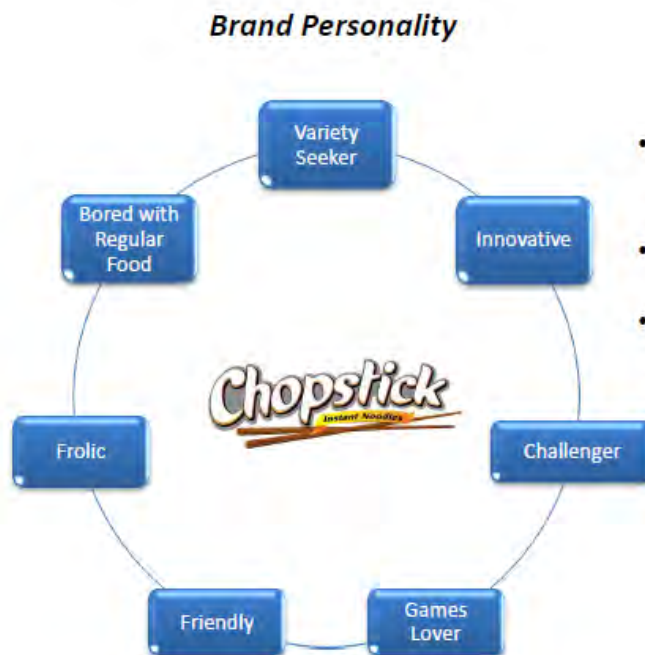 Brand Personality
Variety
Seeker
Innovative
Challenger
Games
Lover
Friendly
Frolic
Bored with
Regular
Food
Chopstick
Instant Noodles